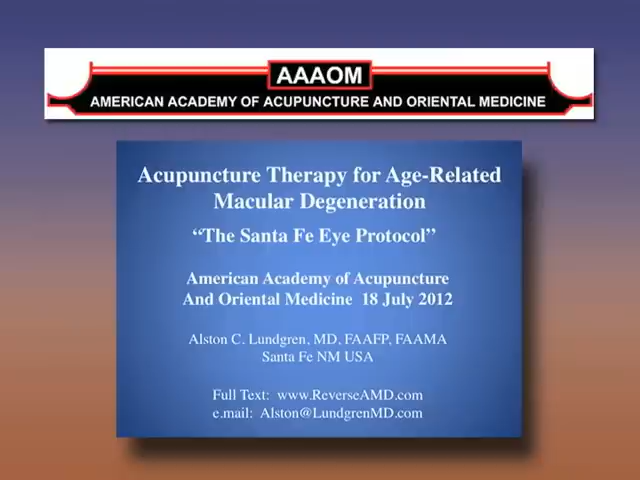 AAAOM
AMERICAN ACADEMY OF ACUPUNCTURE AND ORIENTAL MEDICINE
Acupuncture Therapy for Age-Related
Macular Degeneration
“The Santa Fe Eye Protocol”
American Academy of Acupuncture
And Oriental Medicine 18 July 2012
Alston C. Lundgren, MD, FAAFP, FAAMA
Santa Fe NM USA
Full Text: www.ReverseAMD.com
e.mail: Alston@LundgrenMD.com